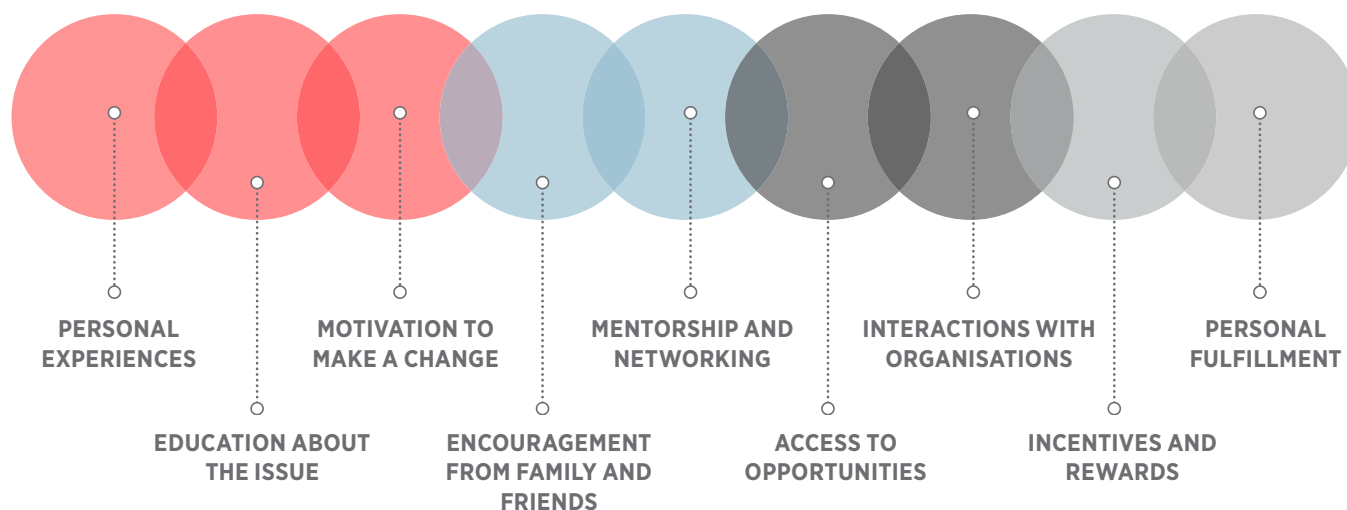 PERSONAL
EXPERIENCES
EDUCATION ABOUT
THE ISSUE
MOTIVATION TO
MAKE A CHANGE
ENCOURAGEMENT
FROM FAMILY AND
FRIENDS
MENTORSHIP AND
NETWORKING
ACCESS TO
OPPORTUNITIES
INTERACTIONS WITH
ORGANISATIONS
INCENTIVES AND
REWARDS
PERSONAL
FULFILLMENT